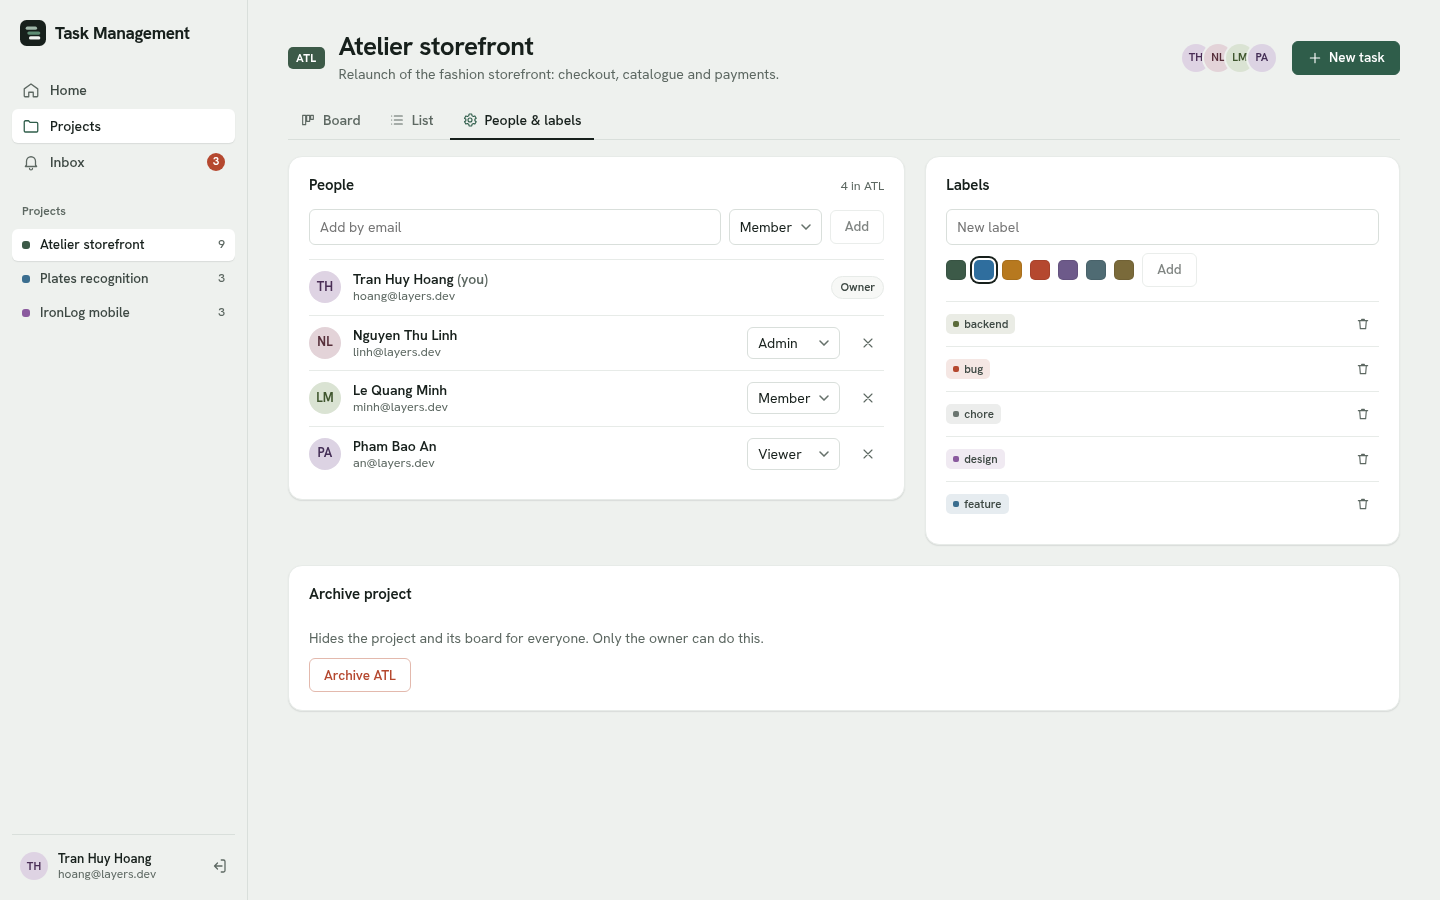 Task Management
Home
Projects
Inbox
3
Projects
Atelier storefront
9
Plates recognition
3
IronLog mobile
3
TH
Tran Huy Hoang
hoang@layers.dev
ATL
Atelier storefront
Relaunch of the fashion storefront: checkout, catalogue and payments.
TH
NL
LM
PA
New task
Board
List
People & labels
People
4 in ATL
Add by email
Member
Add
TH
Tran Huy Hoang (you)
hoang@layers.dev
Owner
NL
Nguyen Thu Linh
linh@layers.dev
Admin
LM
Le Quang Minh
minh@layers.dev
Member
PA
Pham Bao An
an@layers.dev
Viewer
Labels
New label
Add
backend
bug
chore
design
feature
Archive project
Hides the project and its board for everyone. Only the owner can do this.
Archive ATL